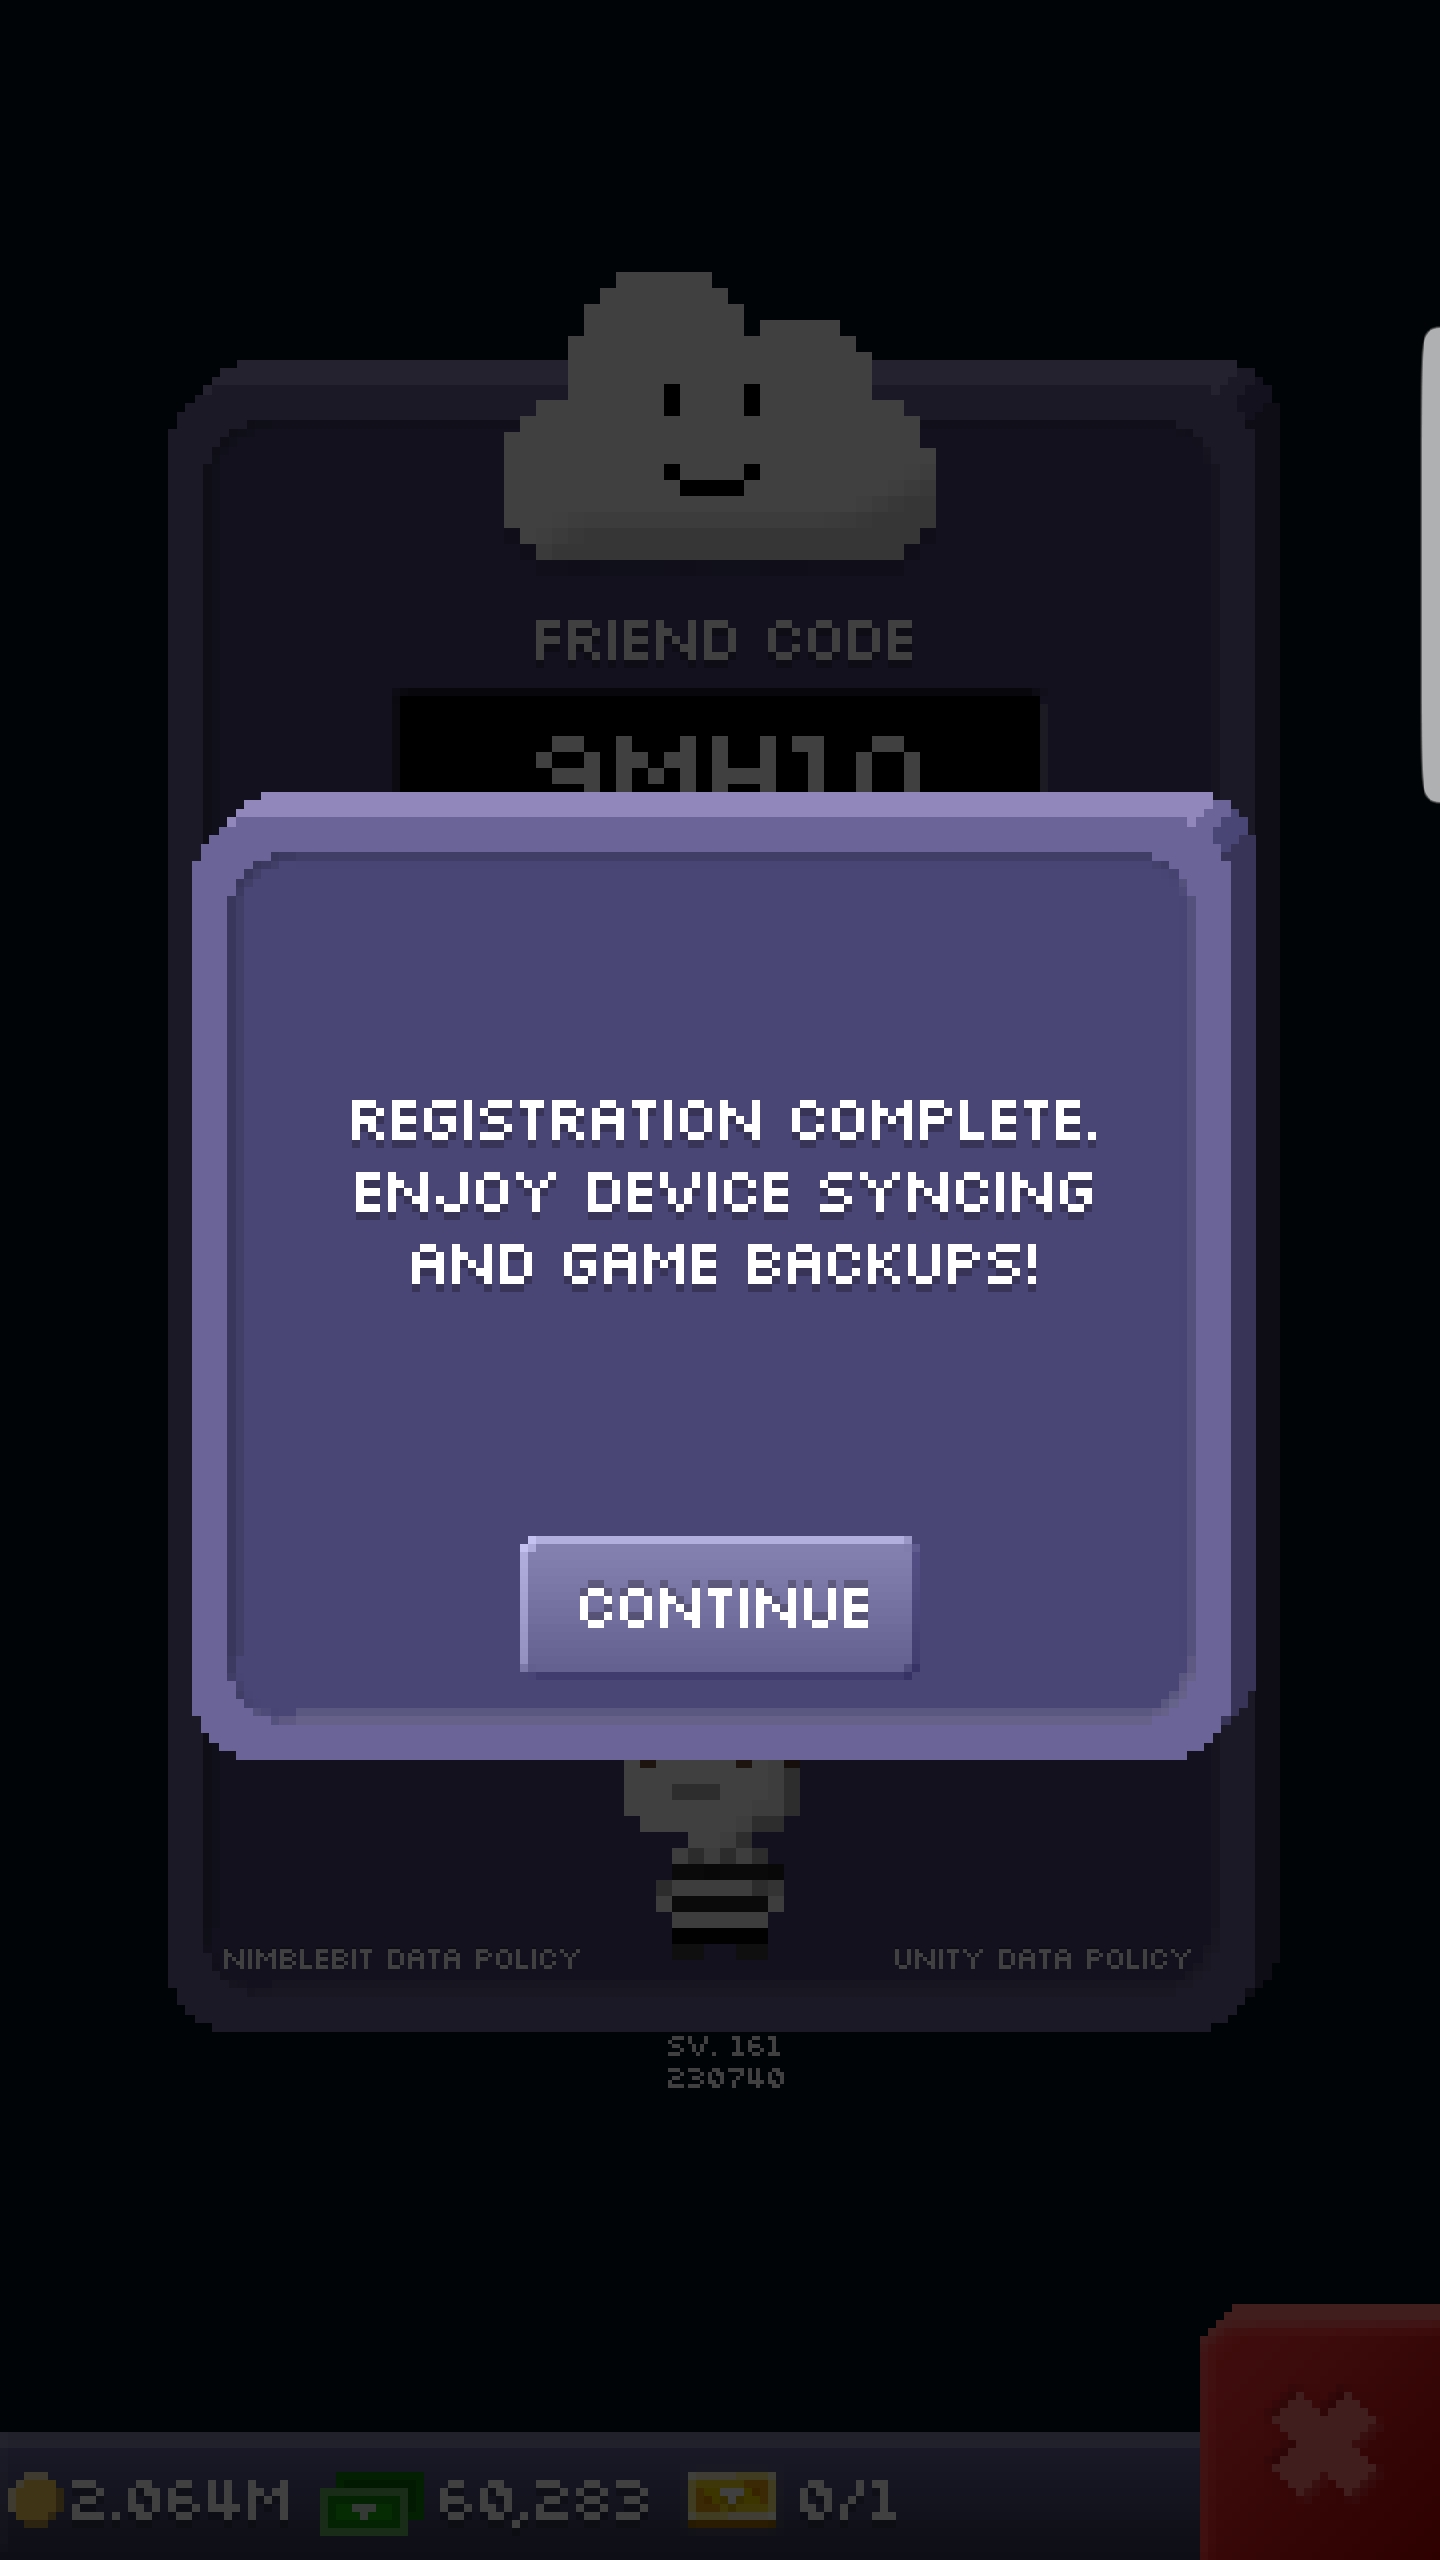 FRIEND CODE
REGISTRATION COMPLETE.
ENJOY DEVICE SYNCING
AND GAME BACKUPS!
CONTINUE
NIMBLEBIT DATA POLICY
UNITY DATA POLICY
SV. 161
230740
2.064M
60,283
0/1